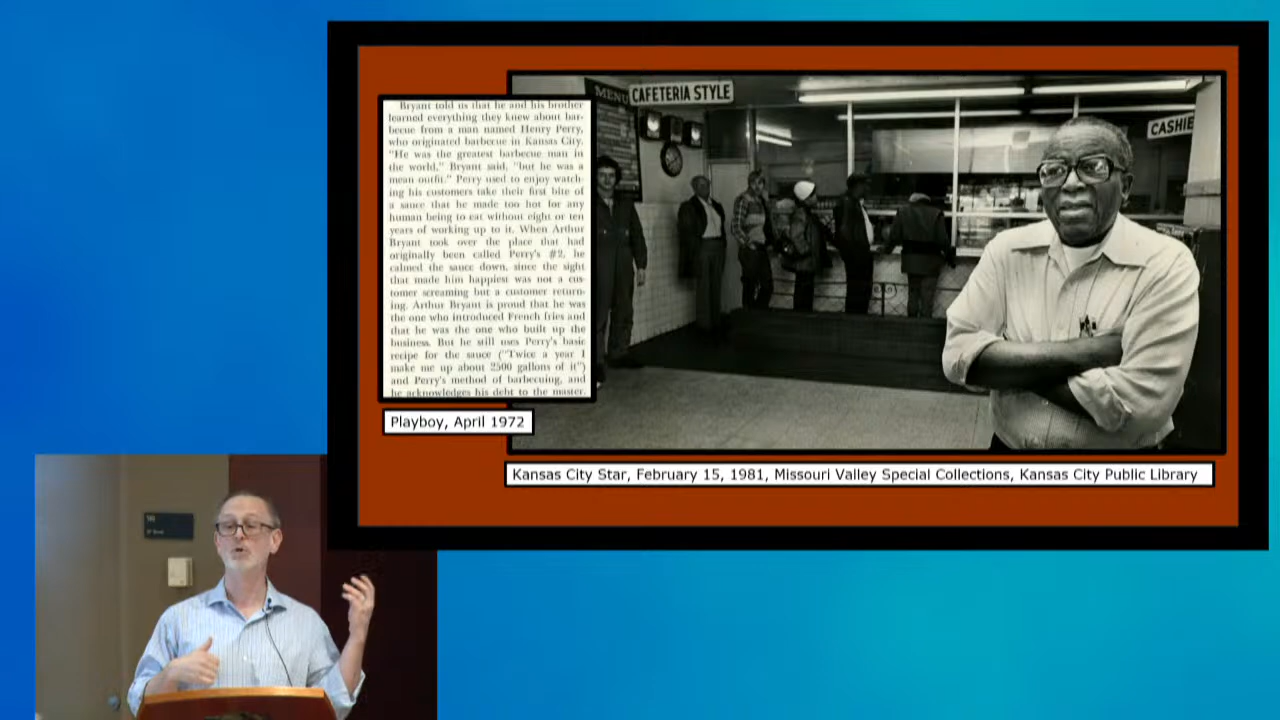 MENU
CAFETERIA STYLE
CASHIE
Bryant told us that he and his brother
learned everything they knew about bar-
becue from a man named Henry Perry,
who originated barbecue in Kansas City.
"He was the greatest barbecue man in
the world," Bryant said, "but he was a
mean outfit." Perry used to enjoy watch-
ing his customers take their first bite of
a sauce that he made too hot for any
human being to eat without eight or ten
years of working up to it. When Arthur
Bryant took over the place that had
originally been called Perry's #2, he
calmed the sauce down, since the sight
that made him happiest was not a cus-
tomer screaming but a customer return-
ing. Arthur Bryant is proud that he was
the one who introduced French fries and
that he was the one who built up the
business. But he still uses Perry's basic
recipe for the sauce ("Twice a year I
make me up about 2500 gallons of it")
and Perry's method of barbecuing, and
he acknowledges his debt to the master.
Playboy, April 1972
Kansas City Star, February 15, 1981, Missouri Valley Special Collections, Kansas City Public Library